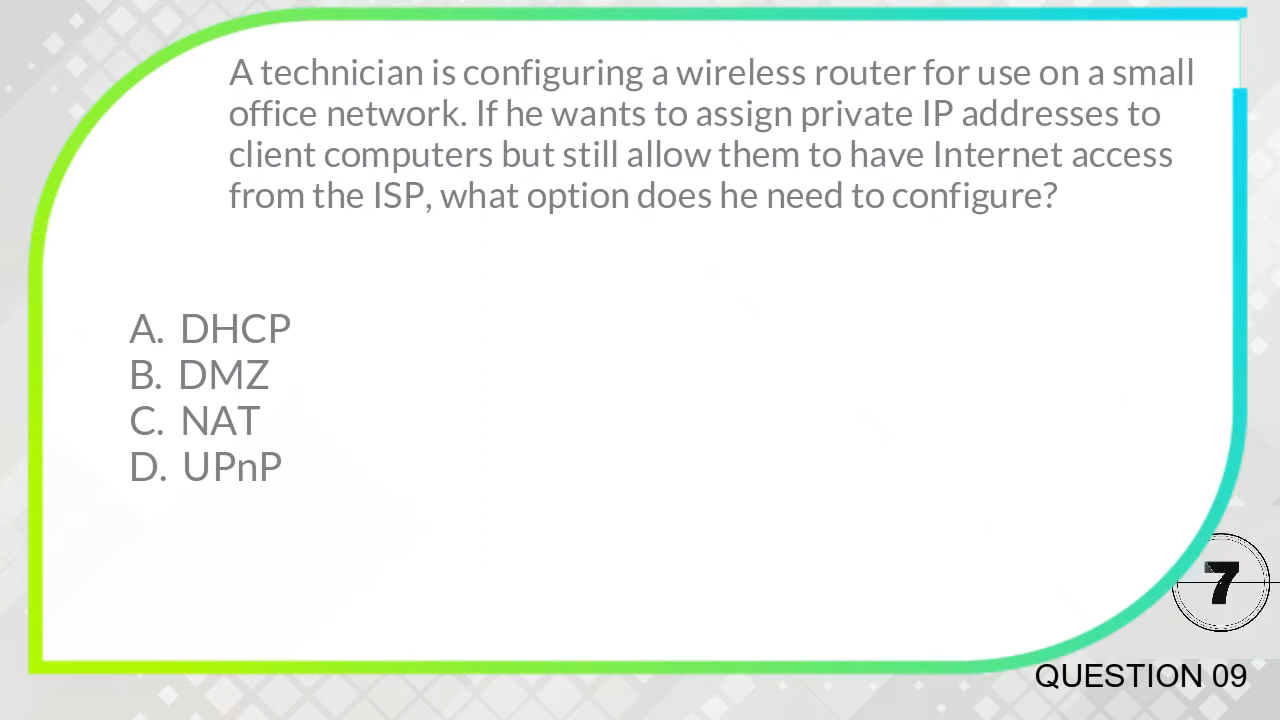 A technician is configuring a wireless router for use on a small
office network. If he wants to assign private IP addresses to
client computers but still allow them to have Internet access
from the ISP, what option does he need to configure?
A. DHCP
B. DMZ
C. NAT
D. UPnP
7
QUESTION 09